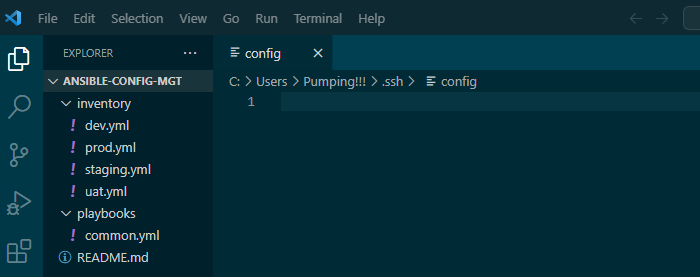 File Edit Selection View Go Run Terminal Help
EXPLORER ...
config
ANSIBLE-CONFIG-MGT
C: > Users > Pumping!!! > .ssh > config
1
inventory
! dev.yml
! prod.yml
! staging.yml
! uat.yml
playbooks
! common.yml
README.md